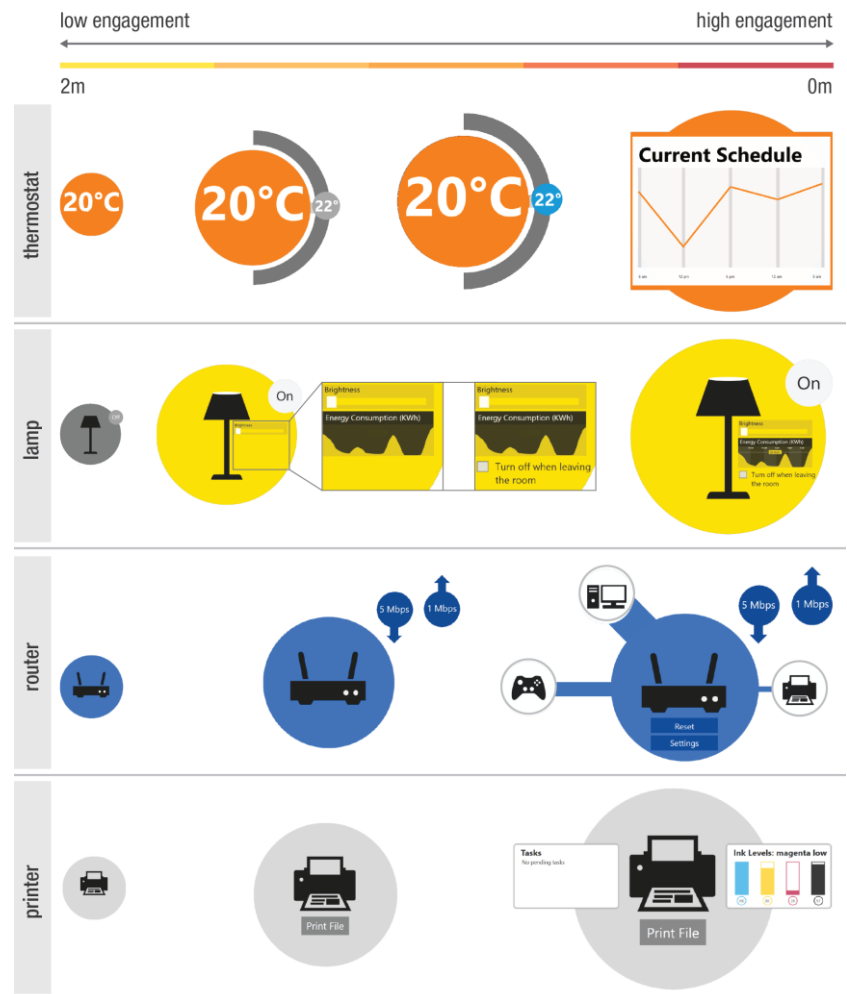 low engagement
high engagement
2m
0m
thermostat
20°C
20°C
22°
20°C
22°
Current Schedule
lamp
Off
On
Brightness
Brightness
Energy Consumption (KWh)
Brightness
Energy Consumption (KWh)
Turn off when leaving
the room
On
Brightness
Energy Consumption (KWh)
Turn off when leaving
the room
router
5 Mbps
1 Mbps
5 Mbps
1 Mbps
Reset
Settings
printer
Print File
Tasks
No pending tasks
Ink Levels: magenta low
Print File